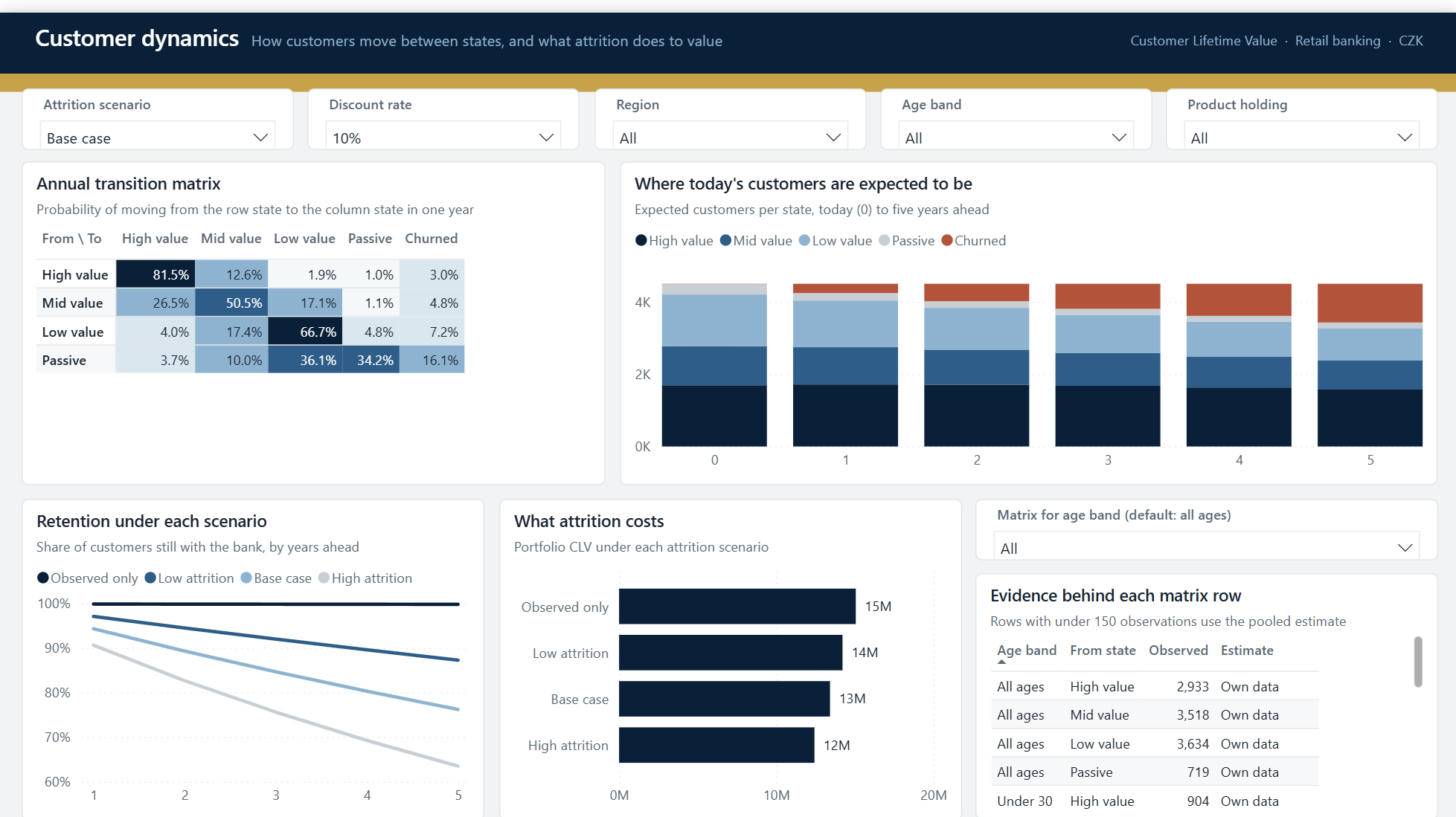 Customer dynamics How customers move between states, and what attrition does to value
Customer Lifetime Value · Retail banking · CZK
Attrition scenario
Base case
Discount rate
10%
Region
All
Age band
All
Product holding
All
Annual transition matrix
Probability of moving from the row state to the column state in one year
From \ To High value Mid value Low value Passive Churned
High value 81.5% 12.6% 1.9% 1.0% 3.0%
Mid value 26.5% 50.5% 17.1% 1.1% 4.8%
Low value 4.0% 17.4% 66.7% 4.8% 7.2%
Passive 3.7% 10.0% 36.1% 34.2% 16.1%
Where today's customers are expected to be
Expected customers per state, today (0) to five years ahead
High value Mid value Low value Passive Churned
4K
2K
0K
0 1 2 3 4 5
Retention under each scenario
Share of customers still with the bank, by years ahead
Observed only Low attrition Base case High attrition
100%
90%
80%
70%
60%
1 2 3 4 5
What attrition costs
Portfolio CLV under each attrition scenario
Observed only 15M
Low attrition 14M
Base case 13M
High attrition 12M
0M 10M 20M
Matrix for age band (default: all ages)
All
Evidence behind each matrix row
Rows with under 150 observations use the pooled estimate
Age band From state Observed Estimate
All ages High value 2,933 Own data
All ages Mid value 3,518 Own data
All ages Low value 3,634 Own data
All ages Passive 719 Own data
Under 30 High value 904 Own data